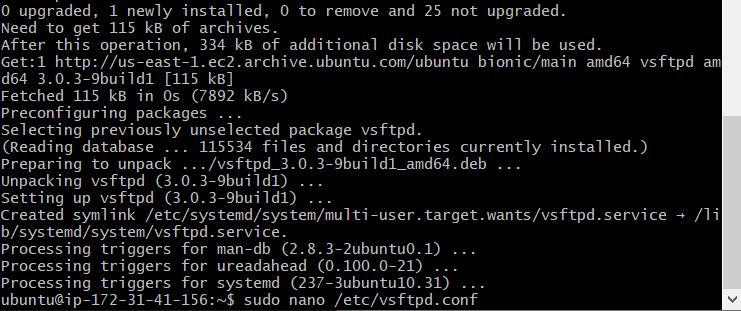 0 upgraded, 1 newly installed, 0 to remove and 25 not upgraded.
Need to get 115 kB of archives.
After this operation, 334 kB of additional disk space will be used.
Get:1 http://us-east-1.ec2.archive.ubuntu.com/ubuntu bionic/main amd64 vsftpd am
d64 3.0.3-9build1 [115 kB]
Fetched 115 kB in 0s (7892 kB/s)
Preconfiguring packages ...
Selecting previously unselected package vsftpd.
(Reading database ... 115534 files and directories currently installed.)
Preparing to unpack .../vsftpd_3.0.3-9build1_amd64.deb ...
Unpacking vsftpd (3.0.3-9build1) ...
Setting up vsftpd (3.0.3-9build1) ...
Created symlink /etc/systemd/system/multi-user.target.wants/vsftpd.service → /li
b/systemd/system/vsftpd.service.
Processing triggers for man-db (2.8.3-2ubuntu0.1) ...
Processing triggers for ureadahead (0.100.0-21) ...
Processing triggers for systemd (237-3ubuntu10.31) ...
ubuntu@ip-172-31-41-156:~$ sudo nano /etc/vsftpd.conf